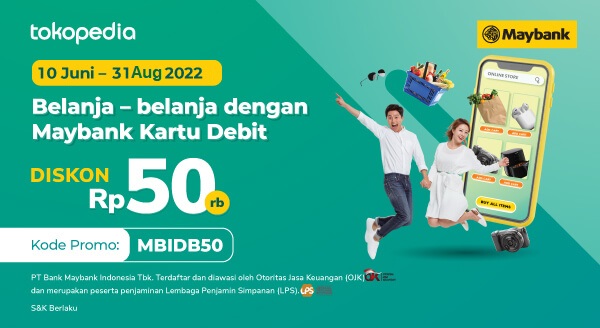 tokopedia
Maybank
10 Juni – 31Aug 2022
Belanja – belanja dengan
Maybank Kartu Debit
DISKON
Rp50rb
Kode Promo: MBIDB50
PT Bank Maybank Indonesia Tbk. Terdaftar dan diawasi oleh Otoritas Jasa Keuangan (OJK)
dan merupakan peserta penjaminan Lembaga Penjamin Simpanan (LPS).
LPS
S&K Berlaku
ONLINE STORE
BUY ALL ITEMS